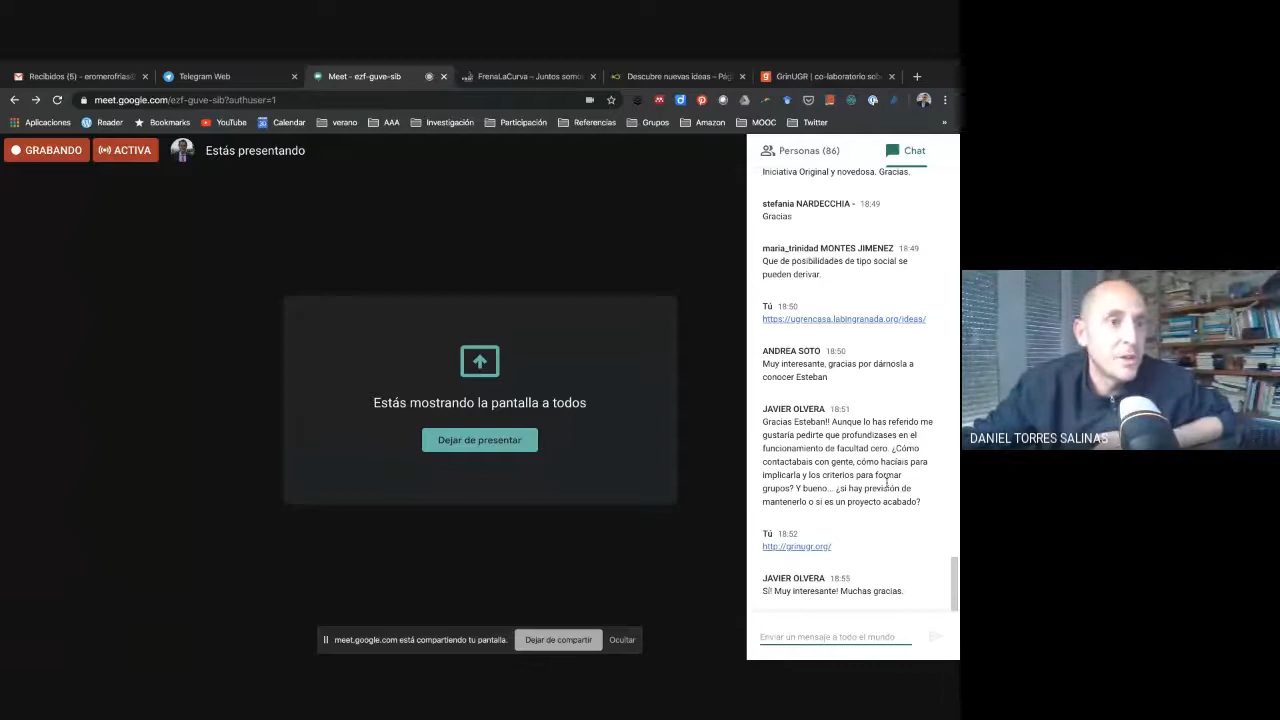 Recibidos (5) - eromerofrias@
Telegram Web
Meet - ezf-guve-sib
FrenaLaCurva – Juntos somo
Descubre nuevas ideas – Pág
GrinUGR | co-laboratorio sob
meet.google.com/ezf-guve-sib?authuser=1
Aplicaciones
Reader
Bookmarks
YouTube
Calendar
verano
AAA
Investigación
Participación
Referencias
Grupos
Amazon
MOOC
Twitter
»
GRABANDO
ACTIVA
Estás presentando
Personas (86)
Chat
Iniciativa Original y novedosa. Gracias.
stefania NARDECCHIA - 18:49
Gracias
maria_trinidad MONTES JIMENEZ 18:49
Que de posibilidades de tipo social se
pueden derivar.
Tú 18:50
https://ugrencasa.labingranada.org/ideas/
ANDREA SOTO 18:50
Muy interesante, gracias por dárnosla a
conocer Esteban
JAVIER OLVERA 18:51
Gracias Esteban!! Aunque lo has referido me
gustaría pedirte que profundizases en el
funcionamiento de facultad cero. ¿Cómo
contactabais con gente, cómo hacíais para
implicarla y los criterios para formar
grupos? Y bueno... ¿si hay previsión de
mantenerlo o si es un proyecto acabado?
Tú 18:52
http://grinugr.org/
JAVIER OLVERA 18:55
Sí! Muy interesante! Muchas gracias.
Enviar un mensaje a todo el mundo
Estás mostrando la pantalla a todos
Dejar de presentar
meet.google.com está compartiendo tu pantalla.
Dejar de compartir
Ocultar
DANIEL TORRES SALINAS